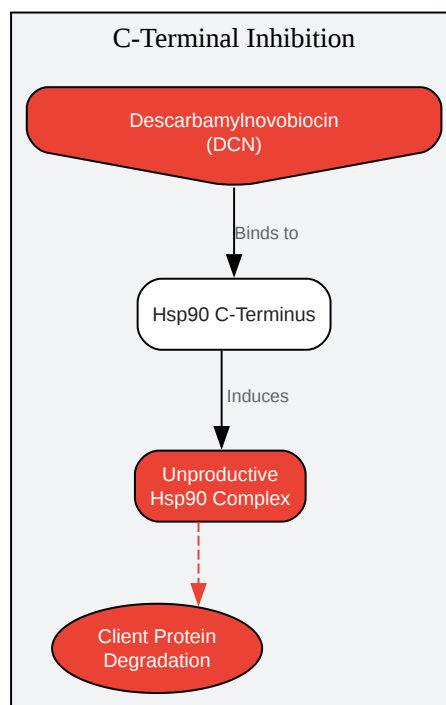 C-Terminal Inhibition
Descarbamylnovobiocin
(DCN)
Binds to
Hsp90 C-Terminus
Induces
Unproductive
Hsp90 Complex
Client Protein
Degradation